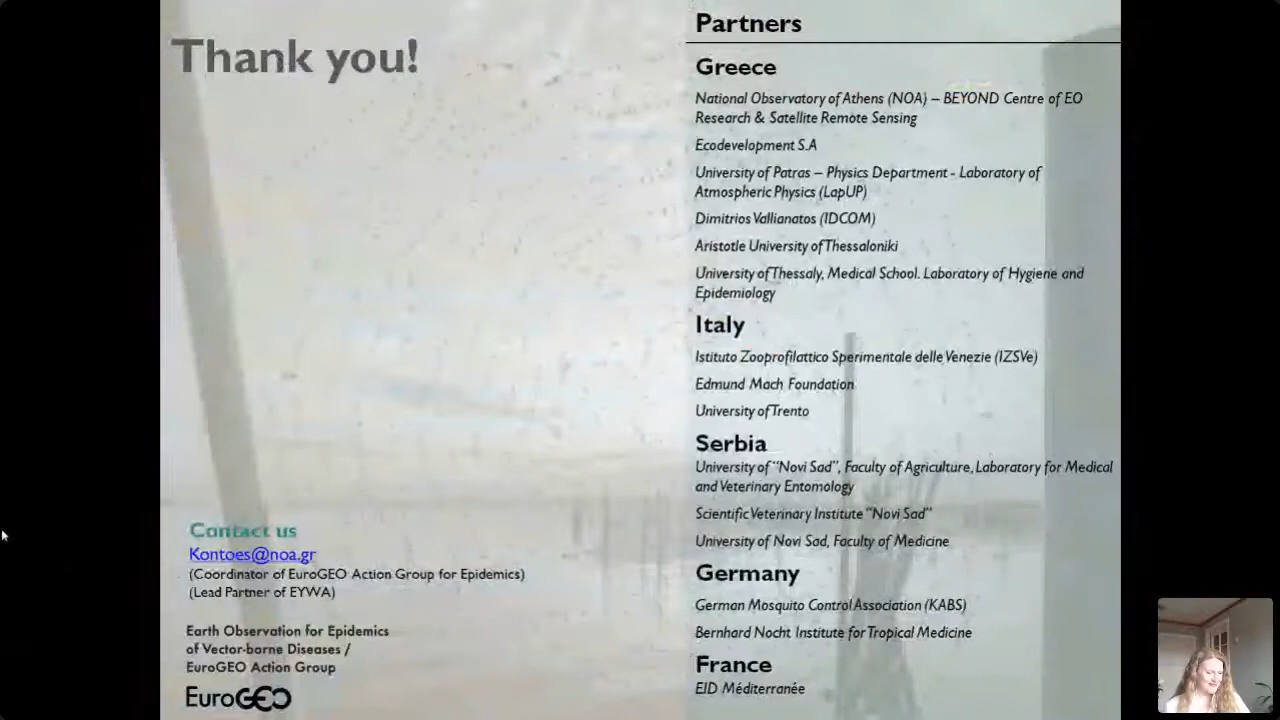 Thank you!
Contact us
Kontoes@noa.gr
(Coordinator of EuroGEO Action Group for Epidemics)
(Lead Partner of EYWA)
Earth Observation for Epidemics
of Vector-borne Diseases /
EuroGEO Action Group
EuroGEO
Partners
Greece
National Observatory of Athens (NOA) – BEYOND Centre of EO
Research & Satellite Remote Sensing
Ecodevelopment S.A
University of Patras – Physics Department - Laboratory of
Atmospheric Physics (LapUP)
Dimitrios Vallianatos (IDCOM)
Aristotle University of Thessaloniki
University of Thessaly, Medical School. Laboratory of Hygiene and
Epidemiology
Italy
Istituto Zooprofilattico Sperimentale delle Venezie (IZSVe)
Edmund Mach Foundation
University of Trento
Serbia
University of “Novi Sad”, Faculty of Agriculture, Laboratory for Medical
and Veterinary Entomology
Scientific Veterinary Institute “Novi Sad”
University of Novi Sad, Faculty of Medicine
Germany
German Mosquito Control Association (KABS)
Bernhard Nocht Institute for Tropical Medicine
France
EID Méditerranée